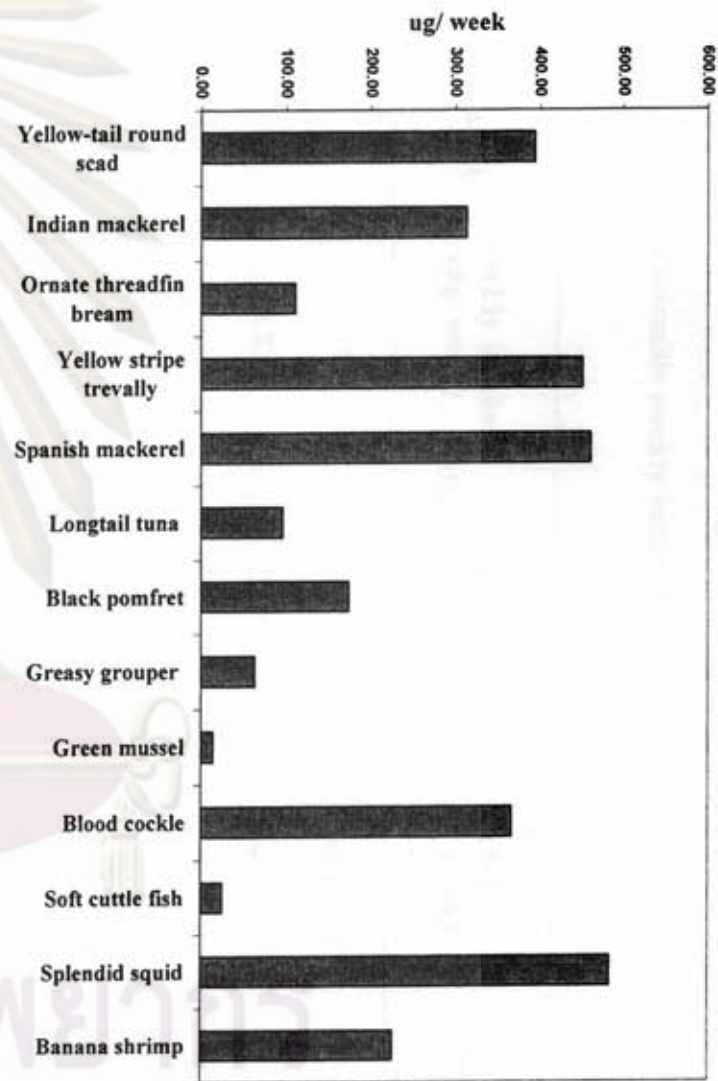 ug/ week
0.00
100.00
200.00
300.00
400.00
500.00
600.00
Yellow-tail round
scad
Indian mackerel
Ornate threadfin
bream
Yellow stripe
trevally
Spanish mackerel
Longtail tuna
Black pomfret
Greasy grouper
Green mussel
Blood cockle
Soft cuttle fish
Splendid squid
Banana shrimp